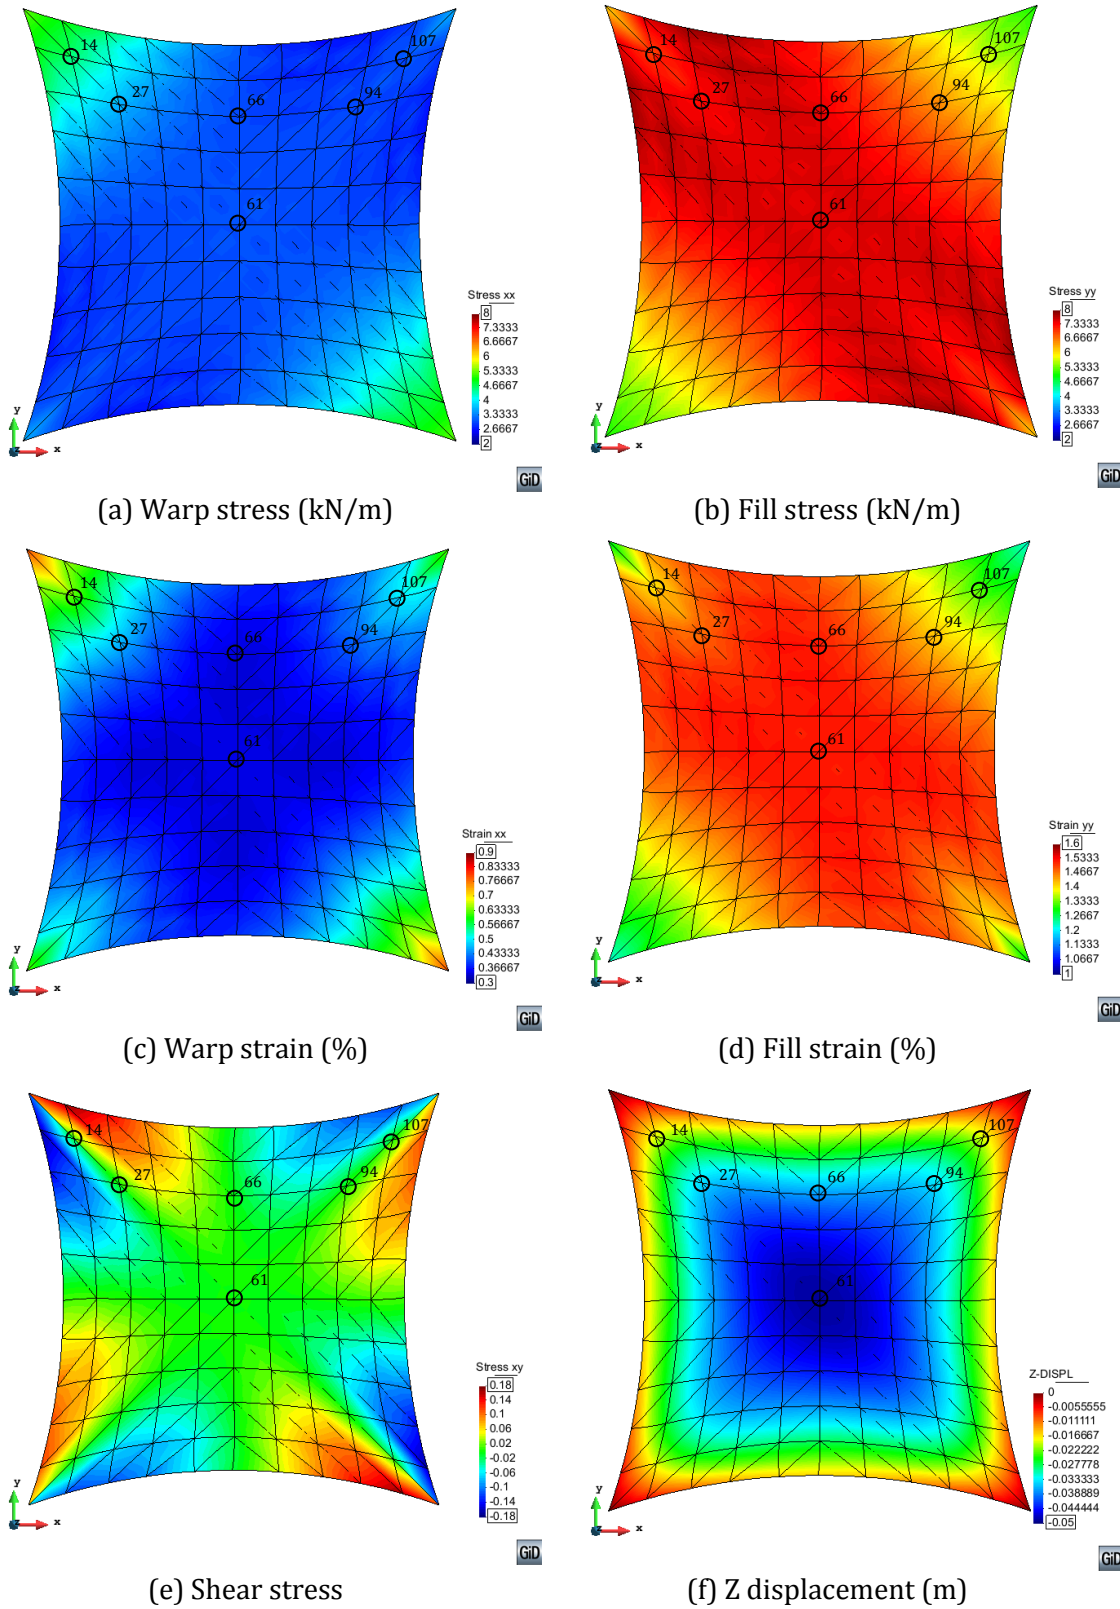 14
107
27
66
94
61
Stress xx
8
7.3333
6.6667
6
5.3333
4.6667
4
3.3333
2.6667
2
y
z
x
GiD
(a) Warp stress (kN/m)
14
107
27
66
94
61
Stress yy
8
7.3333
6.6667
6
5.3333
4.6667
4
3.3333
2.6667
2
y
z
x
GiD
(b) Fill stress (kN/m)
14
107
27
66
94
61
Strain xx
0.9
0.83333
0.76667
0.7
0.63333
0.56667
0.5
0.43333
0.36667
0.3
y
z
x
GiD
(c) Warp strain (%)
14
107
27
66
94
61
Strain yy
1.6
1.5333
1.4667
1.4
1.3333
1.2667
1.2
1.1333
1.0667
1
y
z
x
GiD
(d) Fill strain (%)
14
107
27
66
94
61
Stress xy
0.18
0.14
0.1
0.06
0.02
-0.02
-0.06
-0.1
-0.14
-0.18
y
z
x
GiD
(e) Shear stress
14
107
27
66
94
61
Z-DISPL
0
-0.0055555
-0.011111
-0.016667
-0.022222
-0.027778
-0.033333
-0.038889
-0.044444
-0.05
y
z
x
GiD
(f) Z displacement (m)